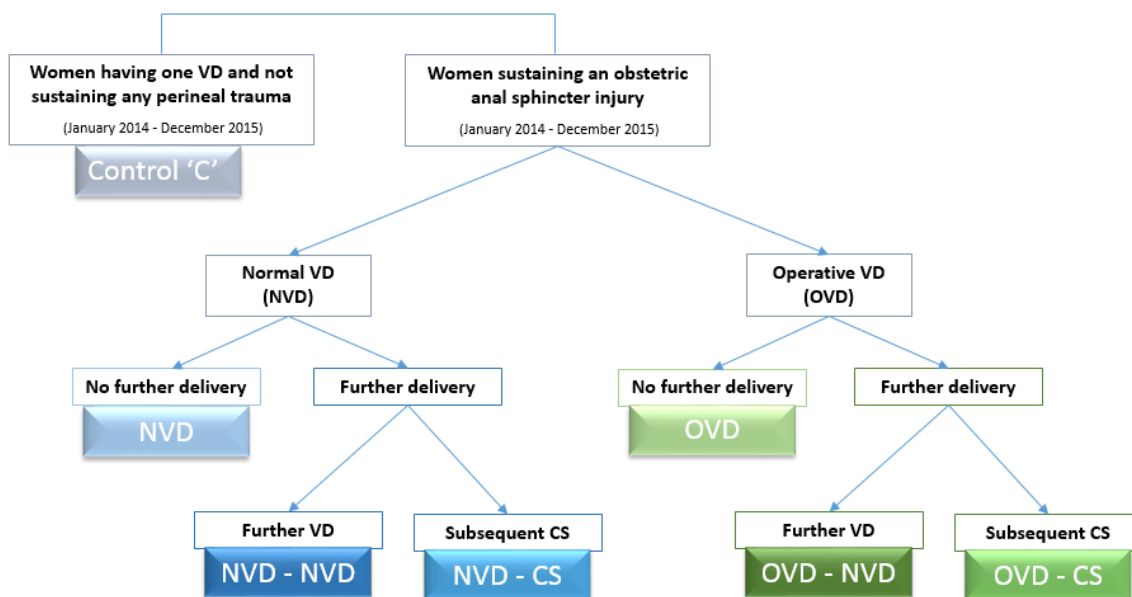 Women having one VD and not
sustaining any perineal trauma
(January 2014 - December 2015)
Control ‘C’
Women sustaining an obstetric
anal sphincter injury
(January 2014 - December 2015)
Normal VD
(NVD)
Operative VD
(OVD)
No further delivery
NVD
Further delivery
No further delivery
OVD
Further delivery
Further VD
NVD - NVD
Subsequent CS
NVD - CS
Further VD
OVD - NVD
Subsequent CS
OVD - CS